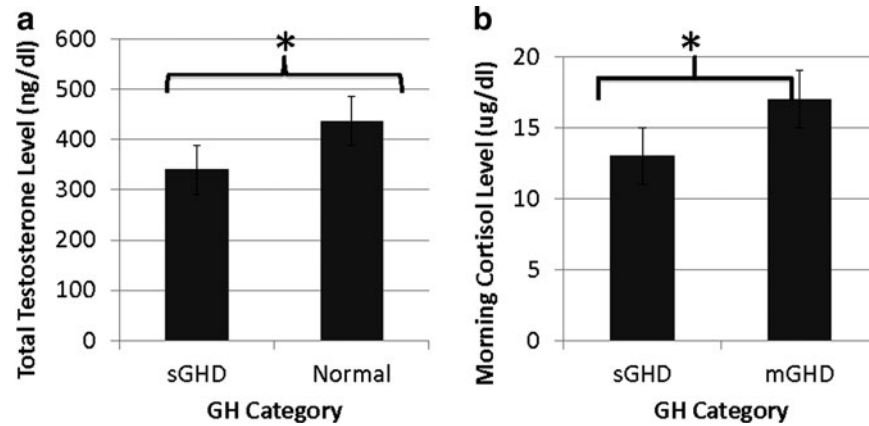 a
Total Testosterone Level (ng/dl)
600
500
400
300
200
100
0
*
sGHD Normal
GH Category
b
Morning Cortisol Level (ug/dl)
20
15
10
5
0
*
sGHD mGHD
GH Category